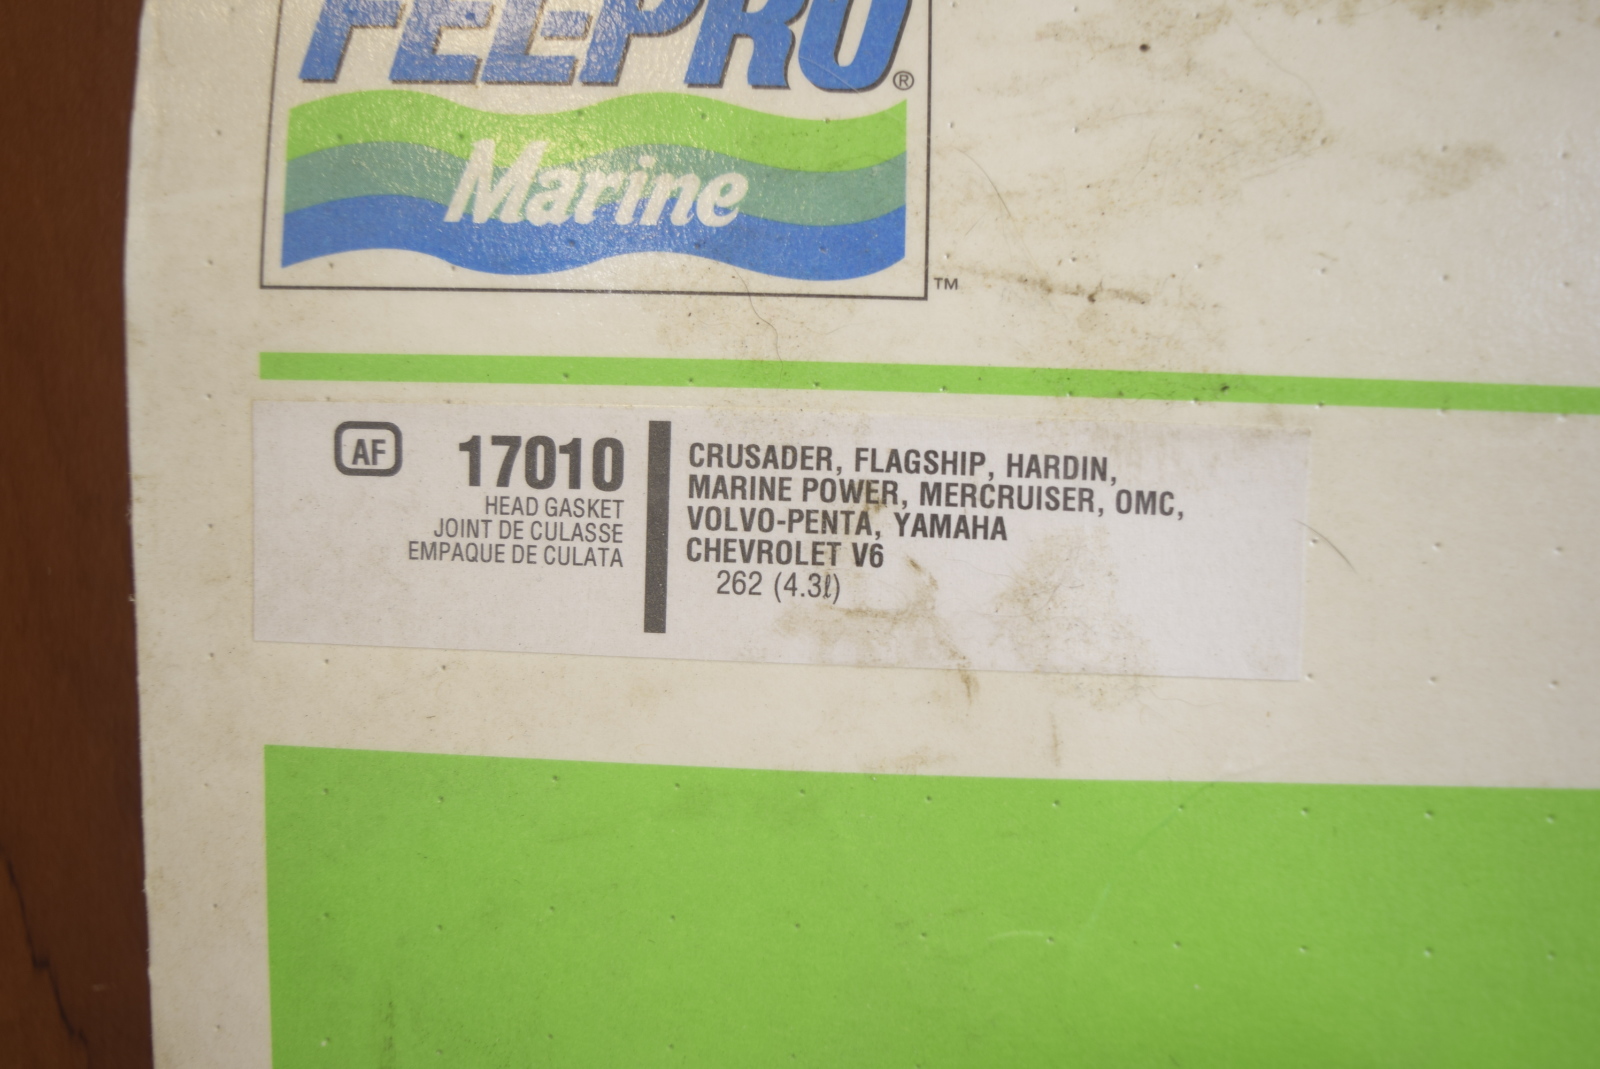 FEL-PRO®
Marine
TM
AF 17010
HEAD GASKET
JOINT DE CULASSE
EMPAQUE DE CULATA
CRUSADER, FLAGSHIP, HARDIN,
MARINE POWER, MERCRUISER, OMC,
VOLVO-PENTA, YAMAHA
CHEVROLET V6
262 (4.3ℓ)